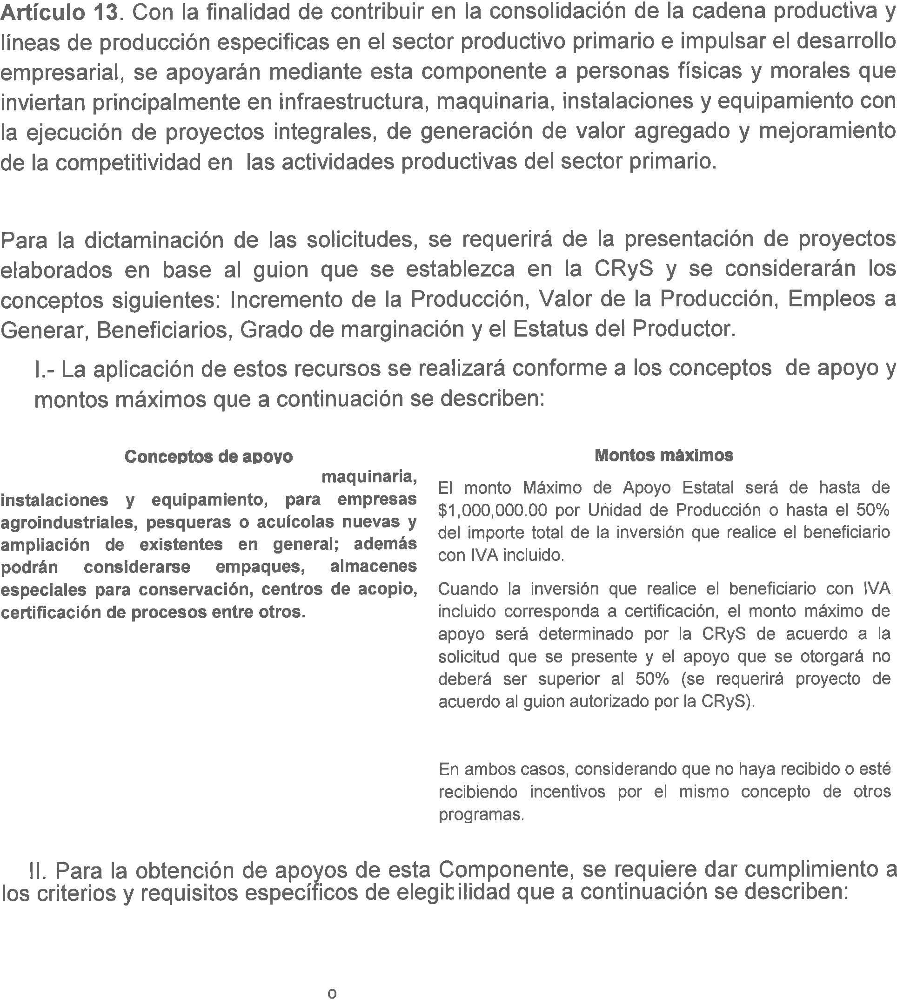 Artículo 13. Con la finalidad de contribuir en la consolidación de la cadena productiva y
líneas de producción especificas en el sector productivo primario e impulsar el desarrollo
empresarial, se apoyarán mediante esta componente a personas físicas y morales que
inviertan principalmente en infraestructura, maquinaria, instalaciones y equipamiento con
la ejecución de proyectos integrales, de generación de valor agregado y mejoramiento
de la competitividad en las actividades productivas del sector primario.
Para la dictaminación de las solicitudes, se requerirá de la presentación de proyectos
elaborados en base al guion que se establezca en la CRyS y se considerarán los
conceptos siguientes: Incremento de la Producción, Valor de la Producción, Empleos a
Generar, Beneficiarios, Grado de marginación y el Estatus del Productor.
I.- La aplicación de estos recursos se realizará conforme a los conceptos de apoyo y
montos máximos que a continuación se describen:
Conceptos de apoyo
maquinaria,
instalaciones y equipamiento, para empresas
agroindustriales, pesqueras o acuícolas nuevas y
ampliación de existentes en general; además
podrán considerarse empaques, almacenes
especiales para conservación, centros de acopio,
certificación de procesos entre otros.
Montos máximos
El monto Máximo de Apoyo Estatal será de hasta de
$1,000,000.00 por Unidad de Producción o hasta el 50%
del importe total de la inversión que realice el beneficiario
con IVA incluido.
Cuando la inversión que realice el beneficiario con IVA
incluido corresponda a certificación, el monto máximo de
apoyo será determinado por la CRyS de acuerdo a la
solicitud que se presente y el apoyo que se otorgará no
deberá ser superior al 50% (se requerirá proyecto de
acuerdo al guion autorizado por la CRyS).
En ambos casos, considerando que no haya recibido o esté
recibiendo incentivos por el mismo concepto de otros
programas.
II. Para la obtención de apoyos de esta Componente, se requiere dar cumplimiento a
los criterios y requisitos específicos de elegibilidad que a continuación se describen:
o